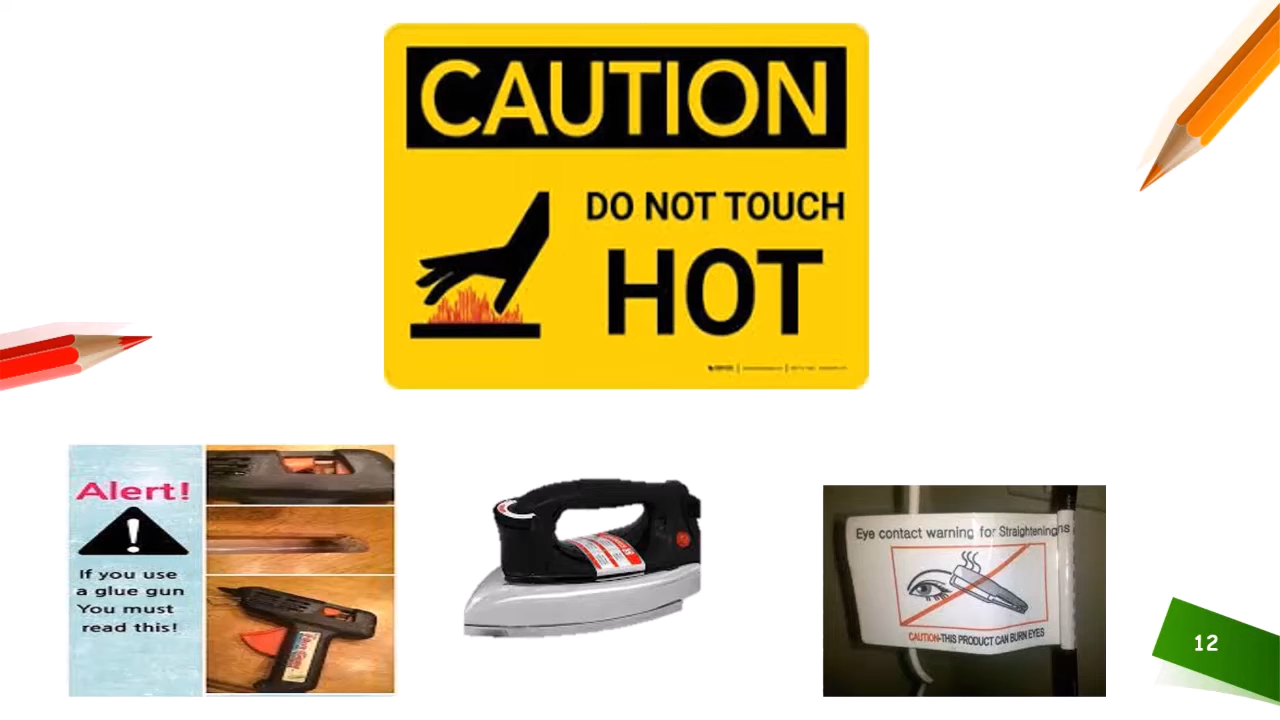 CAUTION
DO NOT TOUCH
HOT
Alert!
If you use
a glue gun
You must
read this!
Eye contact warning for Straightening
CAUTION-THIS PRODUCT CAN BURN EYES
12